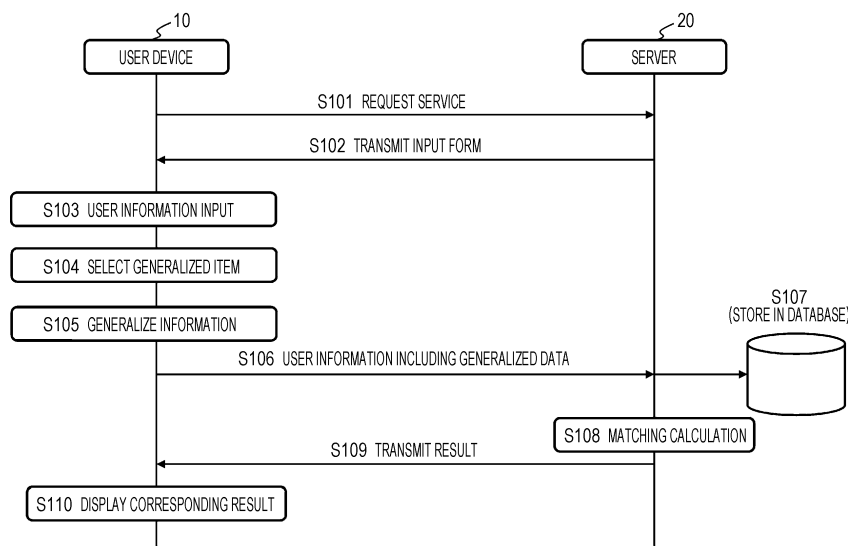 10
20
USER DEVICE
SERVER
S101 REQUEST SERVICE
S102 TRANSMIT INPUT FORM
S103 USER INFORMATION INPUT
S104 SELECT GENERALIZED ITEM
S105 GENERALIZE INFORMATION
S107
(STORE IN DATABASE)
S106 USER INFORMATION INCLUDING GENERALIZED DATA
S108 MATCHING CALCULATION
S109 TRANSMIT RESULT
S110 DISPLAY CORRESPONDING RESULT